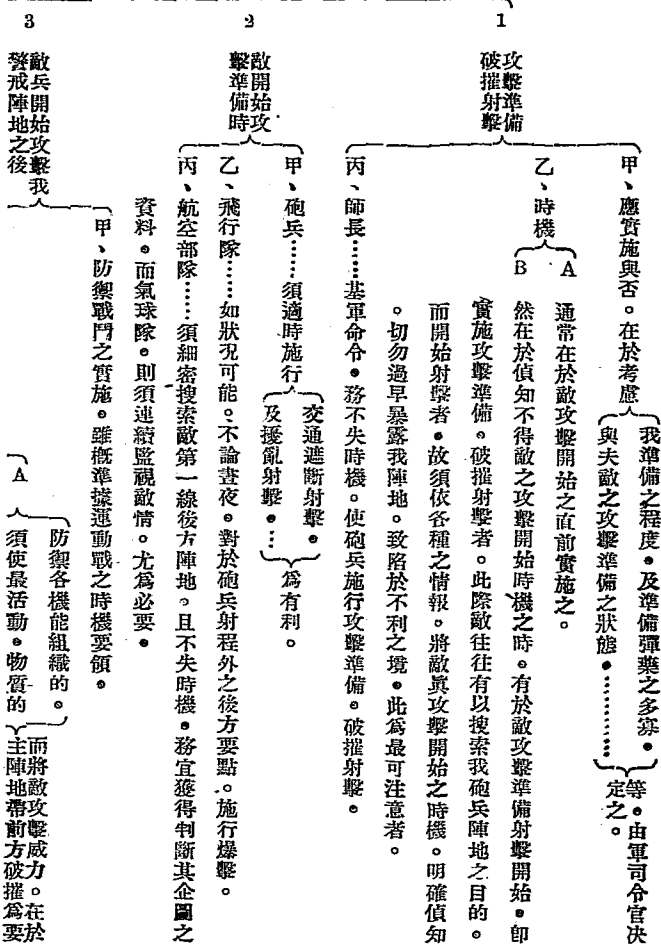 1
攻擊準備
破摧射擊
甲、應實施與否。在於考慮
我準備之程度。及準備彈藥之多寡。
與夫敵之攻擊準備之狀態。…………
等。由軍司令官決
定之。
乙、時機
A 通常在於敵攻擊開始之直前實施之。
B 然在於偵知不得敵之攻擊開始時機之時。有於敵攻擊準備射擊開始。卽
實施攻擊準備。破摧射擊者。此際敵往往有以搜索我砲兵陣地之目的。
而開始射擊者。故須依各種之情報。將敵眞攻擊開始之時機。明確偵知
。切勿過早暴露我陣地。致陷於不利之境。此爲最可注意者。
丙、師長……基軍命令。務不失時機。使砲兵施行攻擊準備。破摧射擊。
2
敵開始攻
擊準備時
甲、砲兵……須適時施行
交通遮斷射擊。
及擾亂射擊。…
爲有利。
乙、飛行隊……如狀況可能。不論晝夜。對於砲兵射程外之後方要點。施行爆擊。
丙、航空部隊……須細密搜索敵第一線後方陣地。且不失時機。務宜獲得判斷其企圖之
資料。而氣球隊。則須連續監視敵情。尤爲必要。
3
敵兵開始攻擊我
警戒陣地之後
甲、防禦戰鬥之實施。雖概準據運動戰之時機要領。
A
防禦各機能組織的。
須使最活動。物質的
而將敵攻擊威力。在於
主陣地帶前方破摧爲要